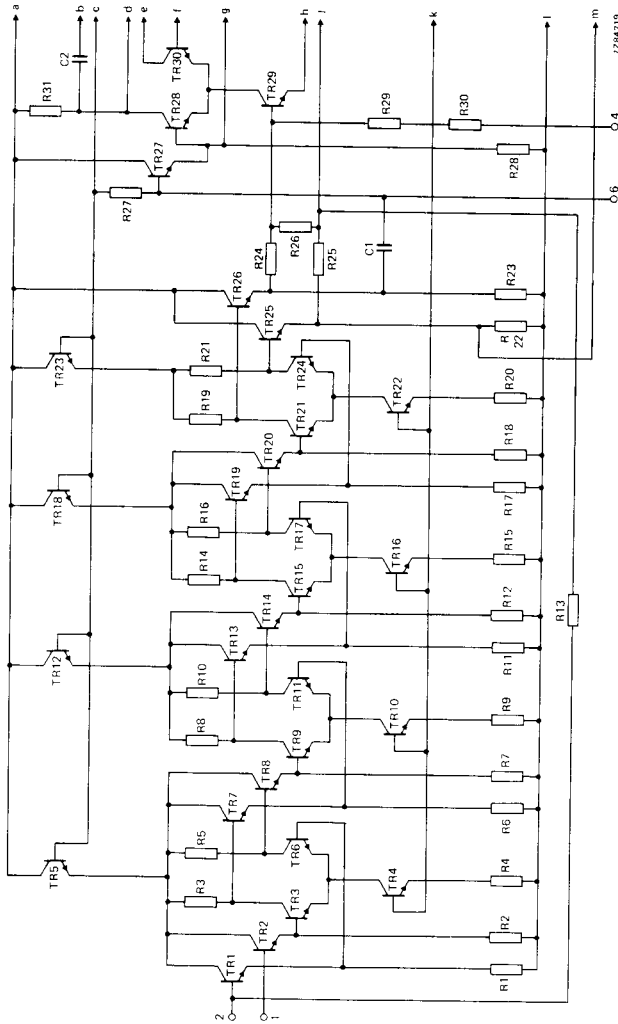 a
b
c
d
e
f
g
h
j
k
l
m
R31
C2
TR30
TR28
TR29
TR27
R27
R29
R30
4
7Z84719
R28
6
R24
R26
R25
C1
TR26
TR25
R23
R
22
TR23
R21
R19
TR24
TR21
TR22
R20
TR20
TR19
R18
R17
TR18
R16
R14
TR17
TR15
TR16
R15
R13
TR14
TR13
R12
R11
TR12
R10
R8
TR11
TR9
TR10
R9
TR8
TR7
R7
R6
TR5
R5
R3
TR6
TR3
TR4
R4
TR2
TR1
R2
R1
2
1